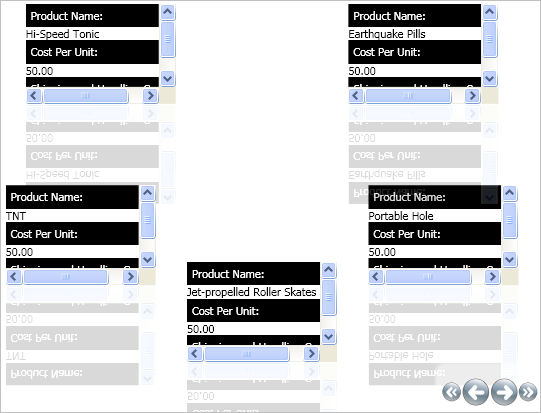 Product Name:
Hi-Speed Tonic
Cost Per Unit:
50.00
Product Name:
Earthquake Pills
Cost Per Unit:
50.00
Product Name:
TNT
Cost Per Unit:
50.00
Product Name:
Portable Hole
Cost Per Unit:
50.00
Product Name:
Jet-propelled Roller Skates
Cost Per Unit:
50.00